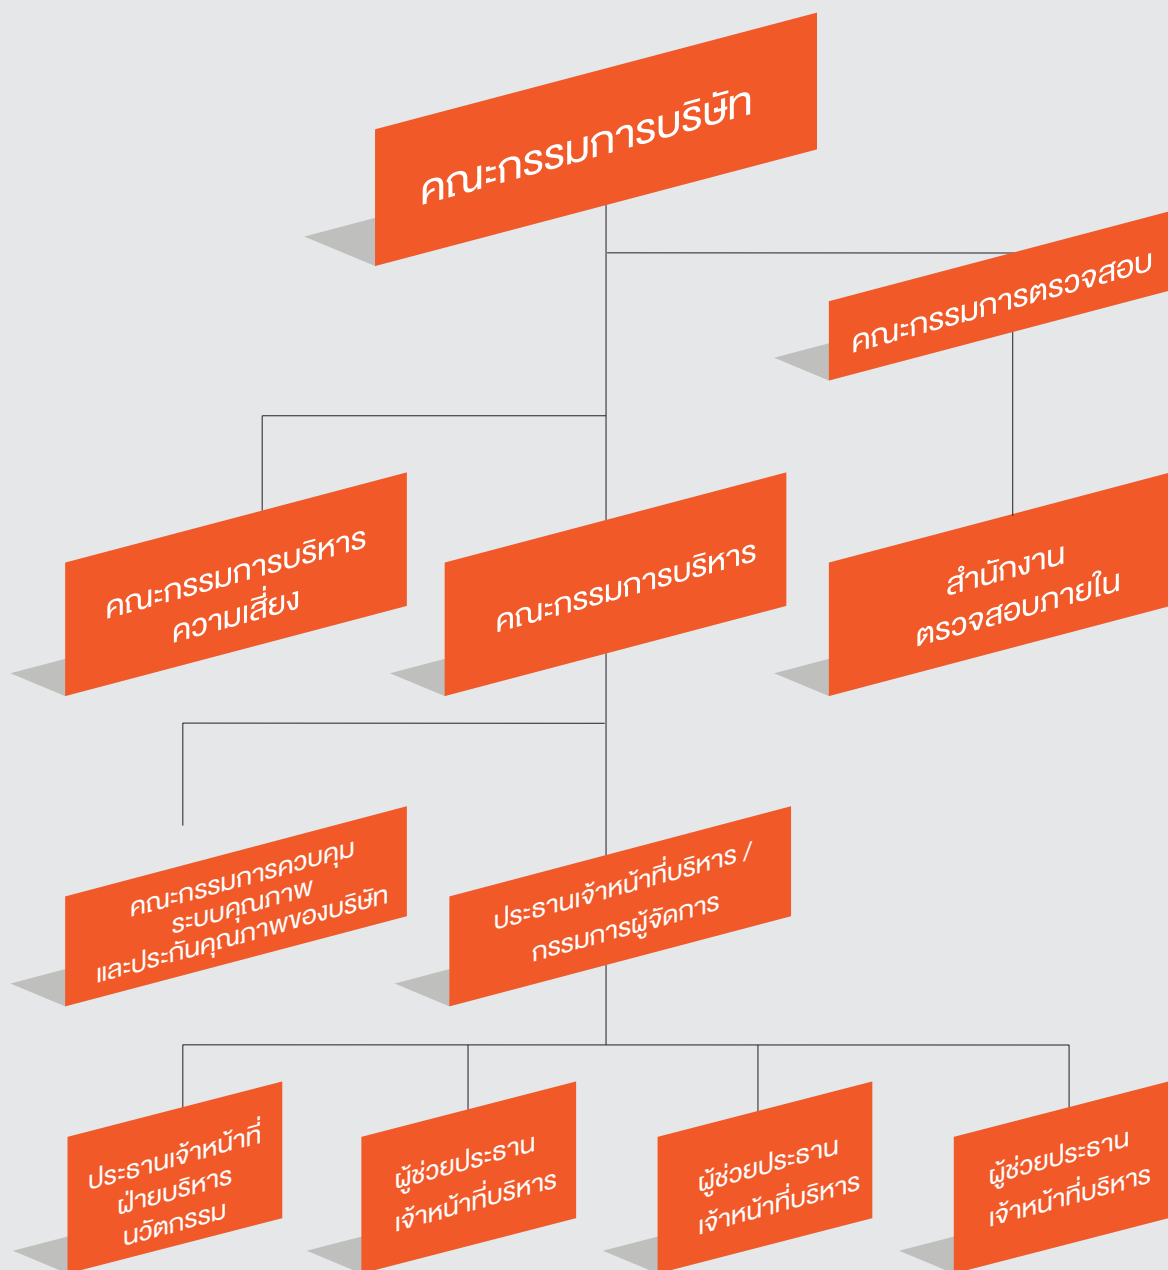 คณะกรรมการบริษัท
คณะกรรมการตรวจสอบ
คณะกรรมการบริหาร
ความเสี่ยง
คณะกรรมการบริหาร
สำนักงาน
ตรวจสอบภายใน
คณะกรรมการควบคุม
ระบบคุณภาพ
และประกันคุณภาพของบริษัท
ประธานเจ้าหน้าที่บริหาร /
กรรมการผู้จัดการ
ประธานเจ้าหน้าที่
ฝ่ายบริหาร
นวัตกรรม
ผู้ช่วยประธาน
เจ้าหน้าที่บริหาร
ผู้ช่วยประธาน
เจ้าหน้าที่บริหาร
ผู้ช่วยประธาน
เจ้าหน้าที่บริหาร